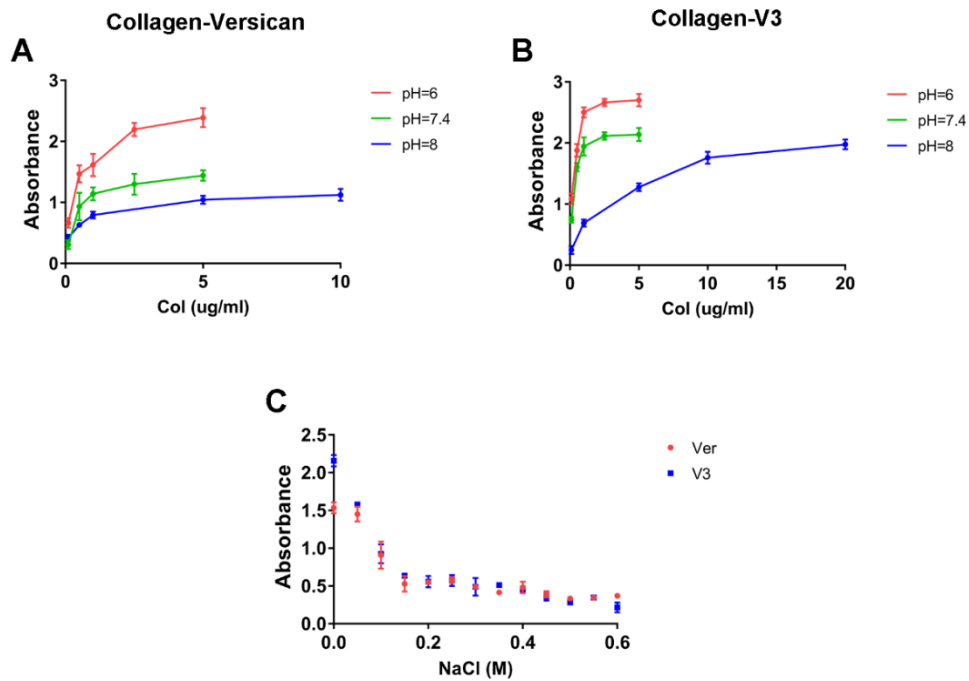 Collagen-Versican
Collagen-V3
A
B
3
2
1
0
Absorbance
0
5
10
Col (ug/ml)
pH=6
pH=7.4
pH=8
3
2
1
0
Absorbance
0
5
10
15
20
Col (ug/ml)
pH=6
pH=7.4
pH=8
C
2.5
2.0
1.5
1.0
0.5
0.0
Absorbance
0.0
0.2
0.4
0.6
NaCl (M)
Ver
V3